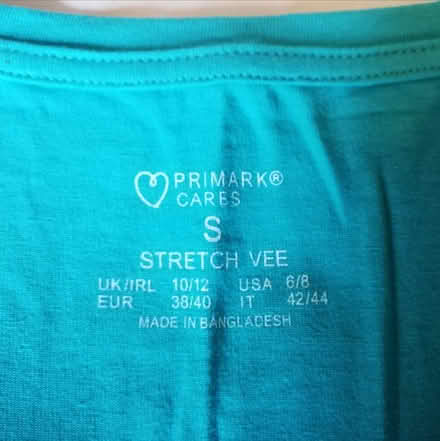 PRIMARK®
CARES
S
STRETCH VEE
UK/IRL 10/12 USA 6/8
EUR 38/40 IT 42/44
MADE IN BANGLADESH